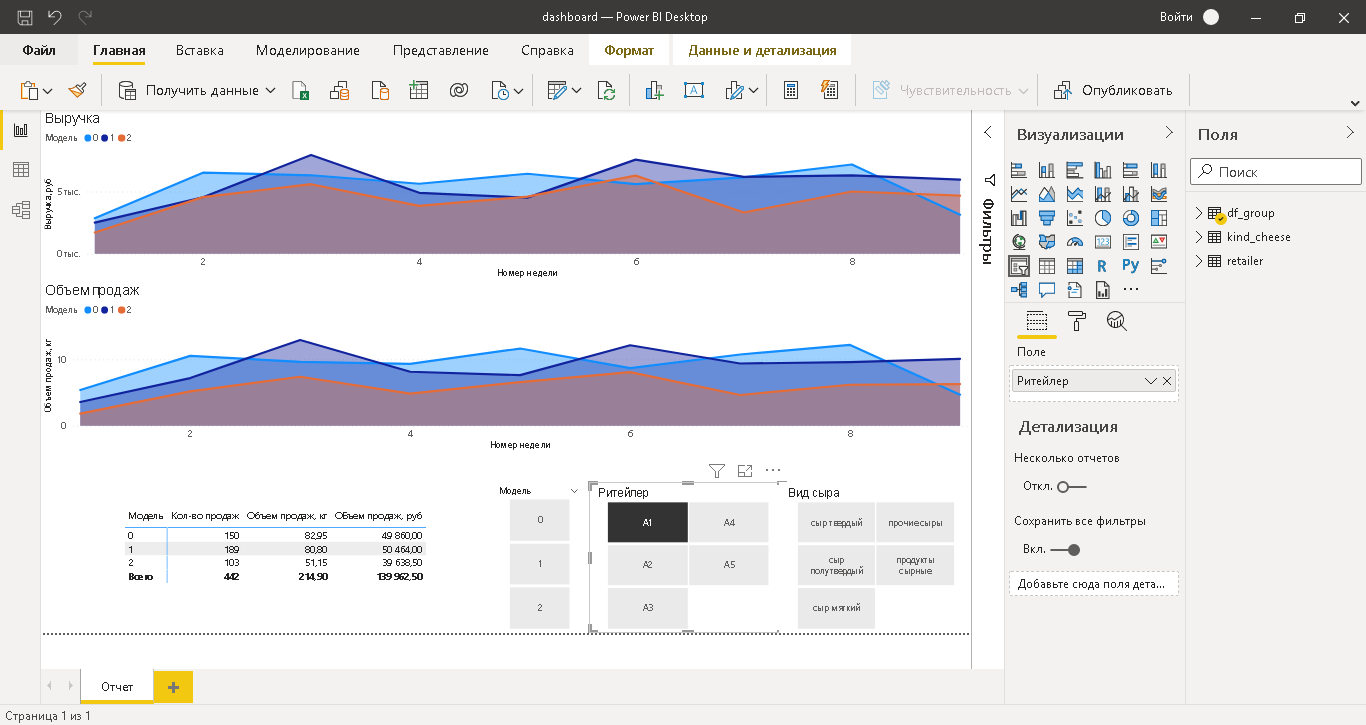 dashboard — Power BI Desktop
Войти
Файл
Главная
Вставка
Моделирование
Представление
Справка
Формат
Данные и детализация
Получить данные
Чувствительность
Опубликовать
Выручка
Модель 0 1 2
Выручка, руб
5 тыс.
0 тыс.
2 4 6 8
Номер недели
Объем продаж
Модель 0 1 2
Объем продаж, кг
10
0
2 4 6 8
Номер недели
Модель Кол-во продаж Объем продаж, кг Объем продаж, руб
0 150 82,95 49 860,00
1 189 80,80 50 464,00
2 103 51,15 39 638,50
Всего 442 214,90 139 962,50
Модель
0
1
2
Ритейлер
A1 A4
A2 A5
A3
Вид сыра
сыр твердый
прочие сыры
сыр
полутвердый
продукты
сырные
сыр мягкий
Фильтры
Визуализации
123
R
Py
Поле
Ритейлер
Детализация
Несколько отчетов
Откл.
Сохранить все фильтры
Вкл.
Добавьте сюда поля дета...
Поля
Поиск
df_group
kind_cheese
retailer
Отчет
Страница 1 из 1